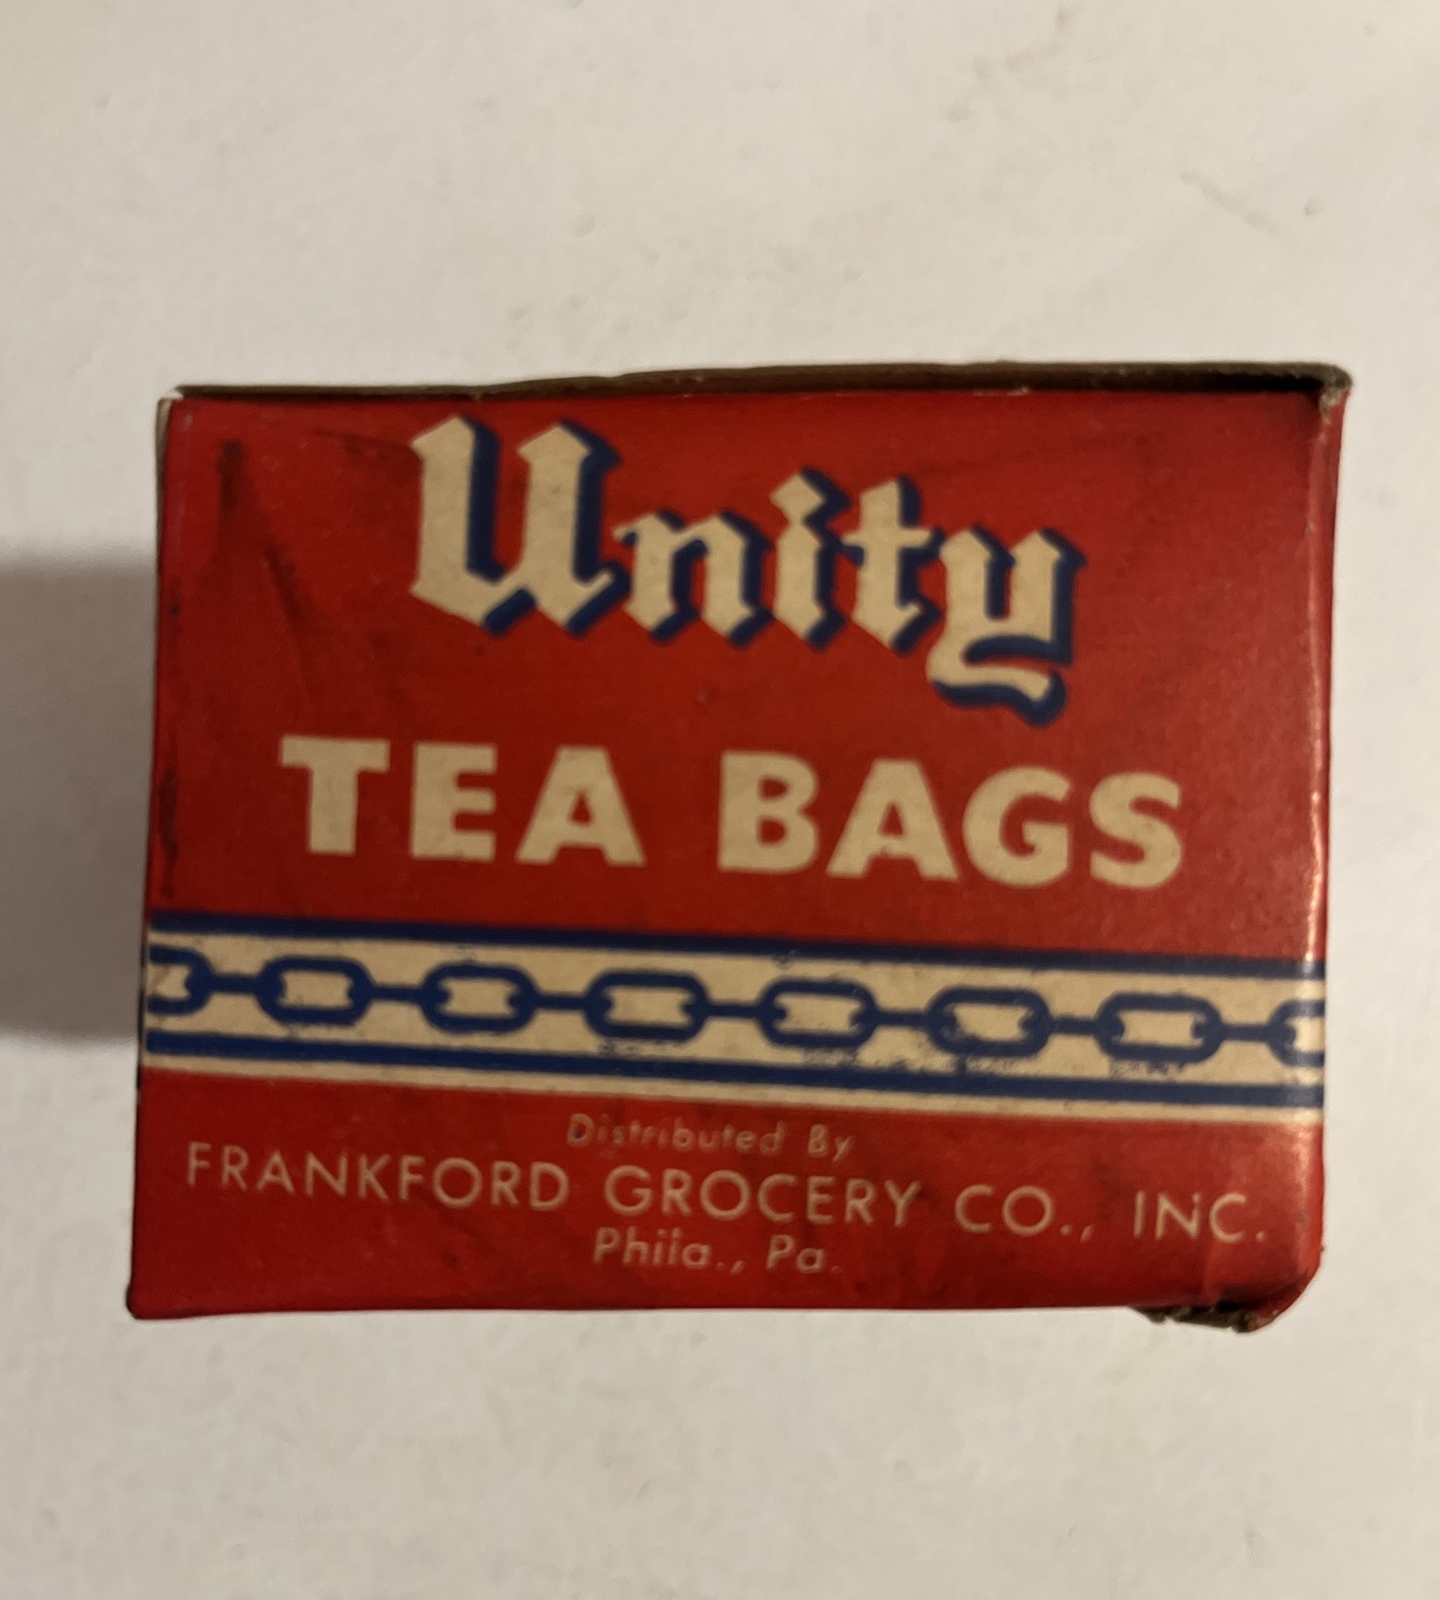 Unity
TEA BAGS
Distributed By
FRANKFORD GROCERY CO., INC.
Phila., Pa.